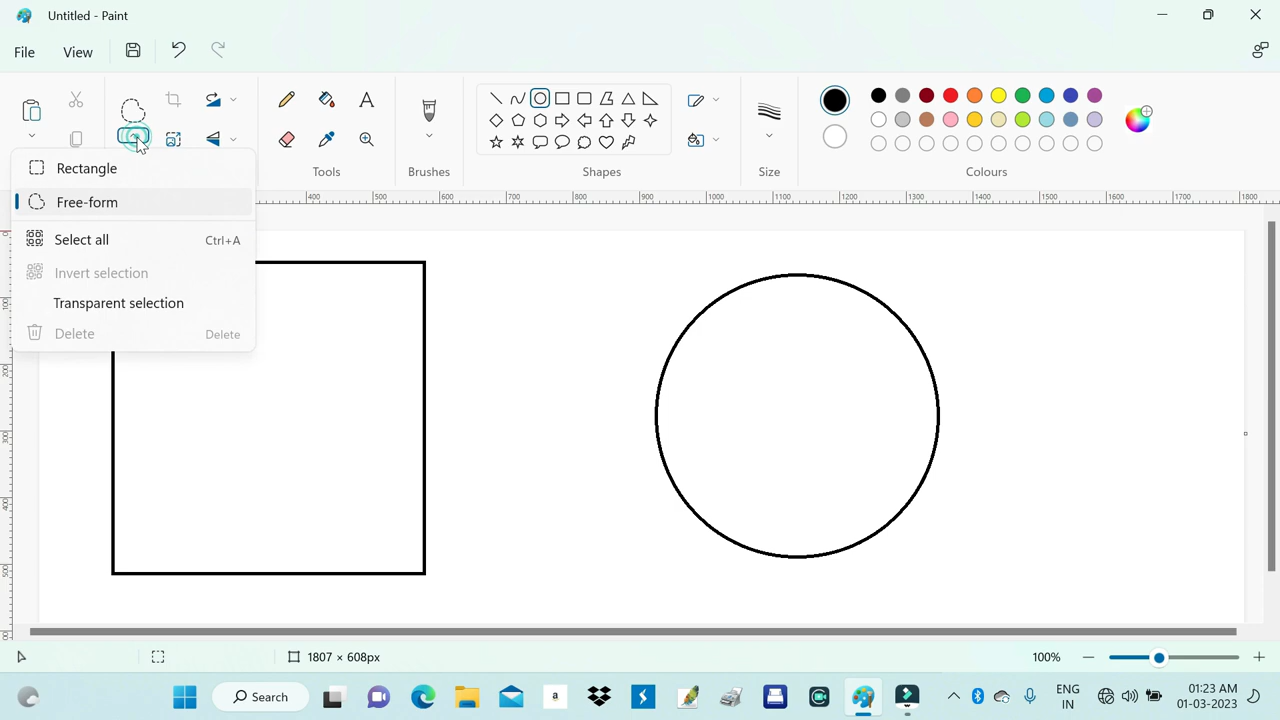 Untitled - Paint
File View
Rectangle
Free-form
Select all Ctrl+A
Invert selection
Transparent selection
Delete Delete
Tools
Brushes
Shapes
Size
Colours
400 500 600 700 800 900 1000 1100 1200 1300 1400 1500 1600 1700 1800
1807 × 608px
100%
Search
ENG
IN
01:23 AM
01-03-2023